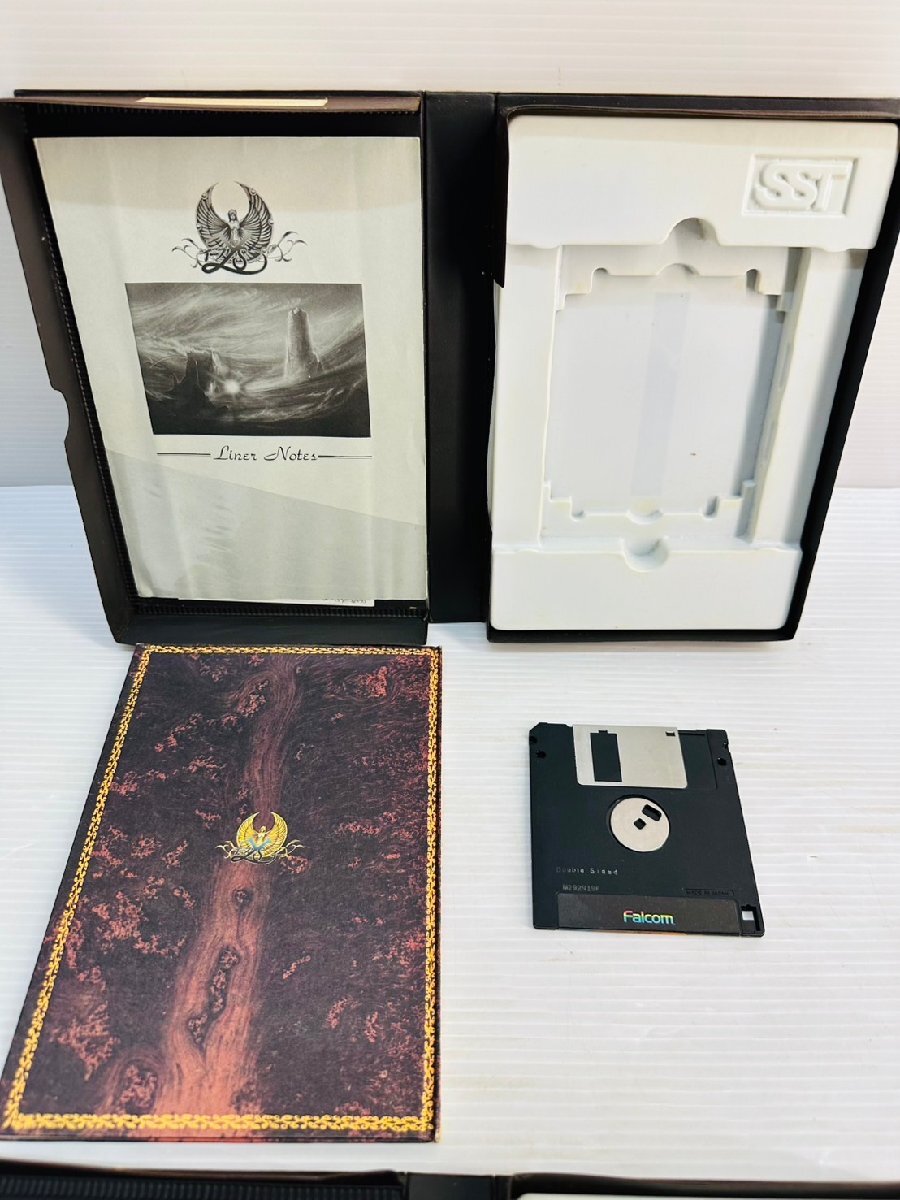 SST
Liner Notes
Double Sided
MADE IN JAPAN
Falcom